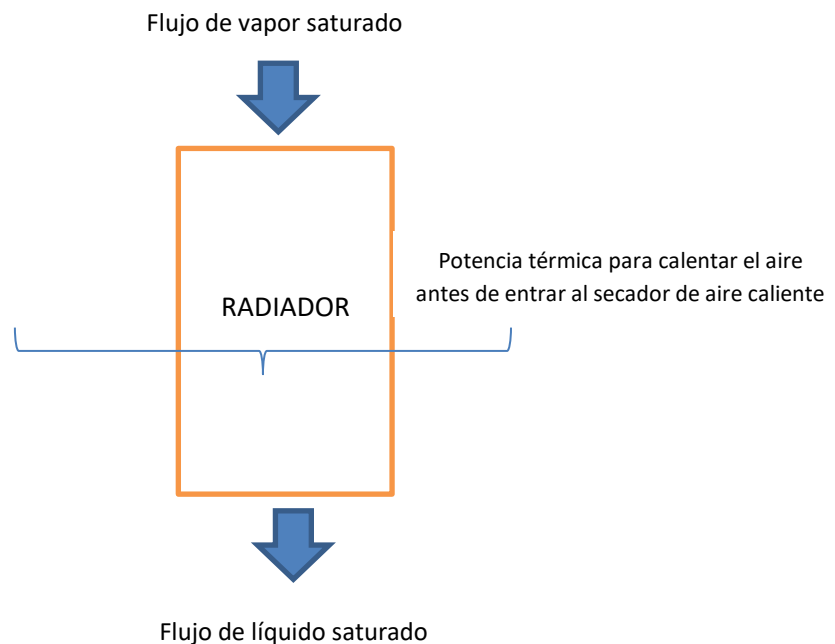 Flujo de vapor saturado
Potencia térmica para calentar el aire
antes de entrar al secador de aire caliente
RADIADOR
Flujo de líquido saturado